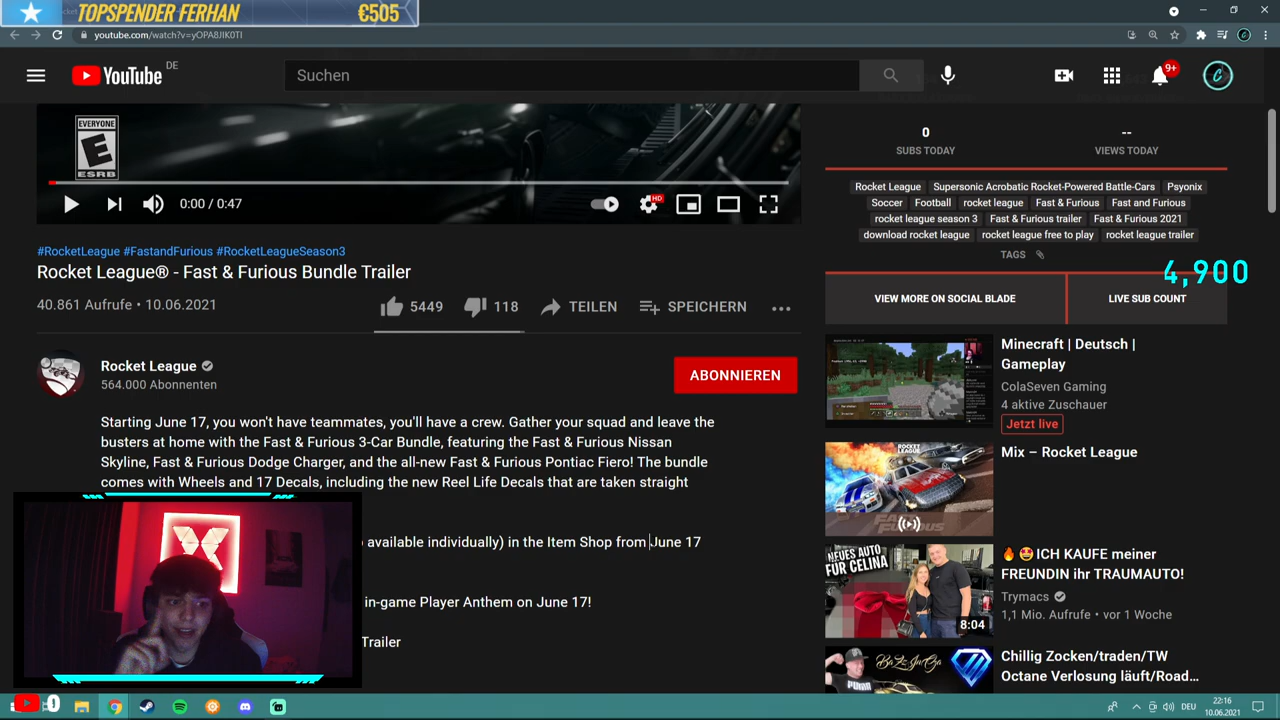 TOPSPENDER FERHAN €505
youtube.com/watch?v=yOPA8JIK0TI
YouTube DE
Suchen
9+
EVERYONE
E
ESRB
0:00 / 0:47
HD
#RocketLeague #FastandFurious #RocketLeagueSeason3
Rocket League® - Fast & Furious Bundle Trailer
40.861 Aufrufe • 10.06.2021
5449
118
TEILEN
SPEICHERN
Rocket League
564.000 Abonnenten
ABONNIEREN
Starting June 17, you won't have teammates, you'll have a crew. Gather your squad and leave the
busters at home with the Fast & Furious 3-Car Bundle, featuring the Fast & Furious Nissan
Skyline, Fast & Furious Dodge Charger, and the all-new Fast & Furious Pontiac Fiero! The bundle
comes with Wheels and 17 Decals, including the new Reel Life Decals that are taken straight
available individually) in the Item Shop from June 17
in-game Player Anthem on June 17!
Trailer
0
SUBS TODAY
--
VIEWS TODAY
Rocket League Supersonic Acrobatic Rocket-Powered Battle-Cars Psyonix
Soccer Football rocket league Fast & Furious Fast and Furious
rocket league season 3 Fast & Furious trailer Fast & Furious 2021
download rocket league rocket league free to play rocket league trailer
TAGS
4,900
VIEW MORE ON SOCIAL BLADE
LIVE SUB COUNT
Minecraft | Deutsch |
Gameplay
ColaSeven Gaming
4 aktive Zuschauer
Jetzt live
Mix – Rocket League
ROCKET LEAGUE
NEUES AUTO
FÜR CELINA
8:04
🔥🤩ICH KAUFE meiner
FREUNDIN ihr TRAUMAUTO!
Trymacs
1,1 Mio. Aufrufe • vor 1 Woche
Chillig Zocken/traden/TW
Octane Verlosung läuft/Road…
DEU
22:16
10.06.2021